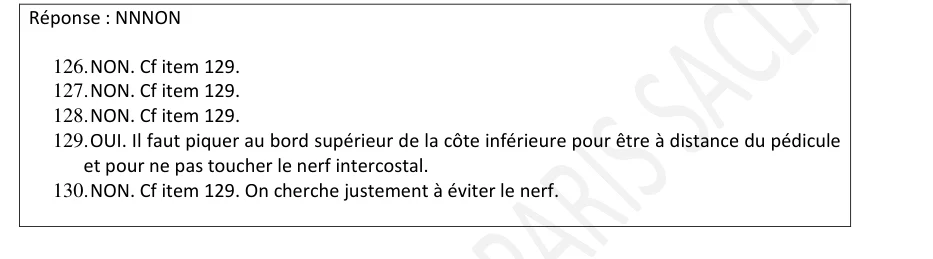 Réponse : NNNON
126. NON. Cf item 129.
127. NON. Cf item 129.
128. NON. Cf item 129.
129. OUI. Il faut piquer au bord supérieur de la côte inférieure pour être à distance du pédicule
et pour ne pas toucher le nerf intercostal.
130. NON. Cf item 129. On cherche justement à éviter le nerf.
PARIS SACLA